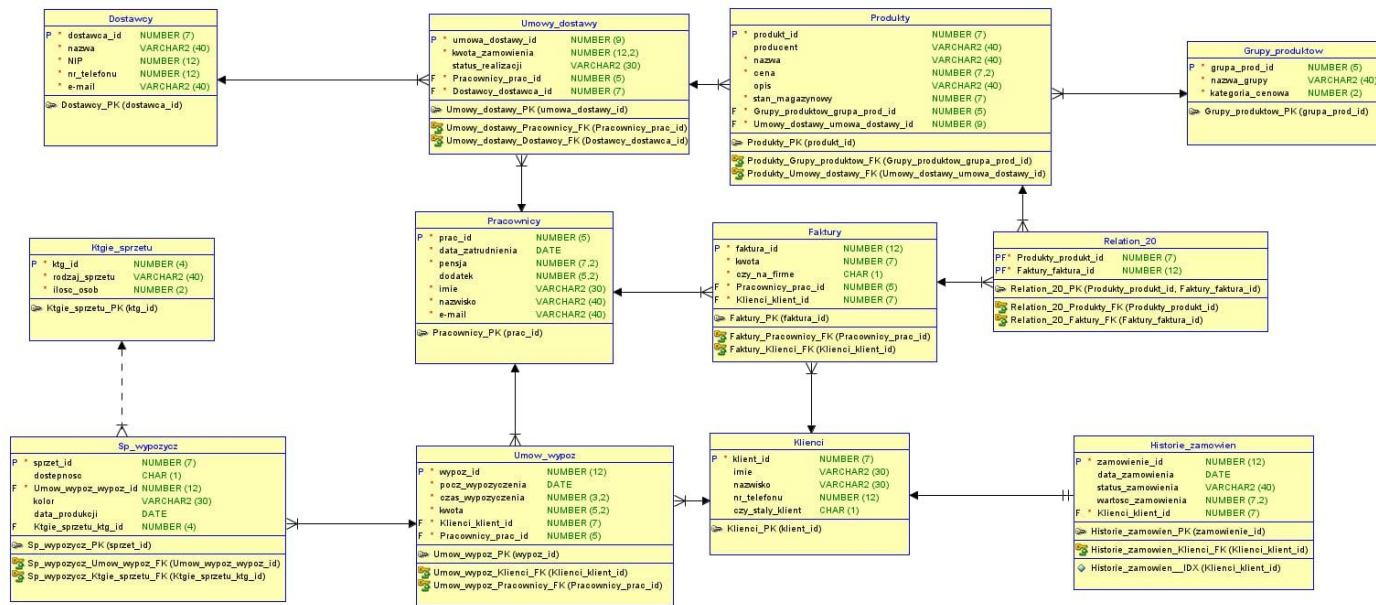 Dostawcy
P * dostawca_id NUMBER (7)
* nazwa VARCHAR2 (40)
* NIP NUMBER (12)
* nr_telefonu NUMBER (12)
* e-mail VARCHAR2 (40)
Dostawcy_PK (dostawca_id)
Umowy_dostawy
P * umowa_dostawy_id NUMBER (9)
* kwota_zamowienia NUMBER (12,2)
status_realizacji VARCHAR2 (30)
F * Pracownicy_prac_id NUMBER (5)
F * Dostawcy_dostawca_id NUMBER (7)
Umowy_dostawy_PK (umowa_dostawy_id)
Umowy_dostawy_Pracownicy_FK (Pracownicy_prac_id)
Umowy_dostawy_Dostawcy_FK (Dostawcy_dostawca_id)
Produkty
P * produkt_id NUMBER (7)
producent VARCHAR2 (40)
* nazwa VARCHAR2 (40)
* cena NUMBER (7,2)
opis VARCHAR2 (40)
* stan_magazynowy NUMBER (7)
F * Grupy_produktow_grupa_prod_id NUMBER (5)
F * Umowy_dostawy_umowa_dostawy_id NUMBER (9)
Produkty_PK (produkt_id)
Produkty_Grupy_produktow_FK (Grupy_produktow_grupa_prod_id)
Produkty_Umowy_dostawy_FK (Umowy_dostawy_umowa_dostawy_id)
Grupy_produktow
P * grupa_prod_id NUMBER (5)
* nazwa_grupy VARCHAR2 (40)
* kategoria_cenowa NUMBER (2)
Grupy_produktow_PK (grupa_prod_id)
Ktgie_sprzetu
P * ktg_id NUMBER (4)
* rodzaj_sprzetu VARCHAR2 (40)
* ilosc_osob NUMBER (2)
Ktgie_sprzetu_PK (ktg_id)
Pracownicy
P * prac_id NUMBER (5)
* data_zatrudnienia DATE
* pensja NUMBER (7,2)
dodatek NUMBER (5,2)
* imie VARCHAR2 (30)
* nazwisko VARCHAR2 (40)
* e-mail VARCHAR2 (40)
Pracownicy_PK (prac_id)
Faktury
P * faktura_id NUMBER (12)
* kwota NUMBER (7)
* czy_na_firme CHAR (1)
F * Pracownicy_prac_id NUMBER (5)
F * Klienci_klient_id NUMBER (7)
Faktury_PK (faktura_id)
Faktury_Pracownicy_FK (Pracownicy_prac_id)
Faktury_Klienci_FK (Klienci_klient_id)
Relation_20
PF* Produkty_produkt_id NUMBER (7)
PF* Faktury_faktura_id NUMBER (12)
Relation_20_PK (Produkty_produkt_id, Faktury_faktura_id)
Relation_20_Produkty_FK (Produkty_produkt_id)
Relation_20_Faktury_FK (Faktury_faktura_id)
Sp_wypozycz
P * sprzet_id NUMBER (7)
dostepnosc CHAR (1)
F * Umow_wypoz_wypoz_id NUMBER (12)
kolor VARCHAR2 (30)
data_produkcji DATE
F Ktgie_sprzetu_ktg_id NUMBER (4)
Sp_wypozycz_PK (sprzet_id)
Sp_wypozycz_Umow_wypoz_FK (Umow_wypoz_wypoz_id)
Sp_wypozycz_Ktgie_sprzetu_FK (Ktgie_sprzetu_ktg_id)
Umow_wypoz
P * wypoz_id NUMBER (12)
* pocz_wypozyczenia DATE
* czas_wypozyczenia NUMBER (3,2)
* kwota NUMBER (5,2)
F * Klienci_klient_id NUMBER (7)
F * Pracownicy_prac_id NUMBER (5)
Umow_wypoz_PK (wypoz_id)
Umow_wypoz_Klienci_FK (Klienci_klient_id)
Umow_wypoz_Pracownicy_FK (Pracownicy_prac_id)
Klienci
P * klient_id NUMBER (7)
imie VARCHAR2 (30)
nazwisko VARCHAR2 (30)
nr_telefonu NUMBER (12)
czy_staly_klient CHAR (1)
Klienci_PK (klient_id)
Historie_zamowien
P * zamowienie_id NUMBER (12)
data_zamowienia DATE
status_zamowienia VARCHAR2 (40)
wartosc_zamowienia NUMBER (7,2)
F * Klienci_klient_id NUMBER (7)
Historie_zamowien_PK (zamowienie_id)
Historie_zamowien_Klienci_FK (Klienci_klient_id)
Historie_zamowien__IDX (Klienci_klient_id)